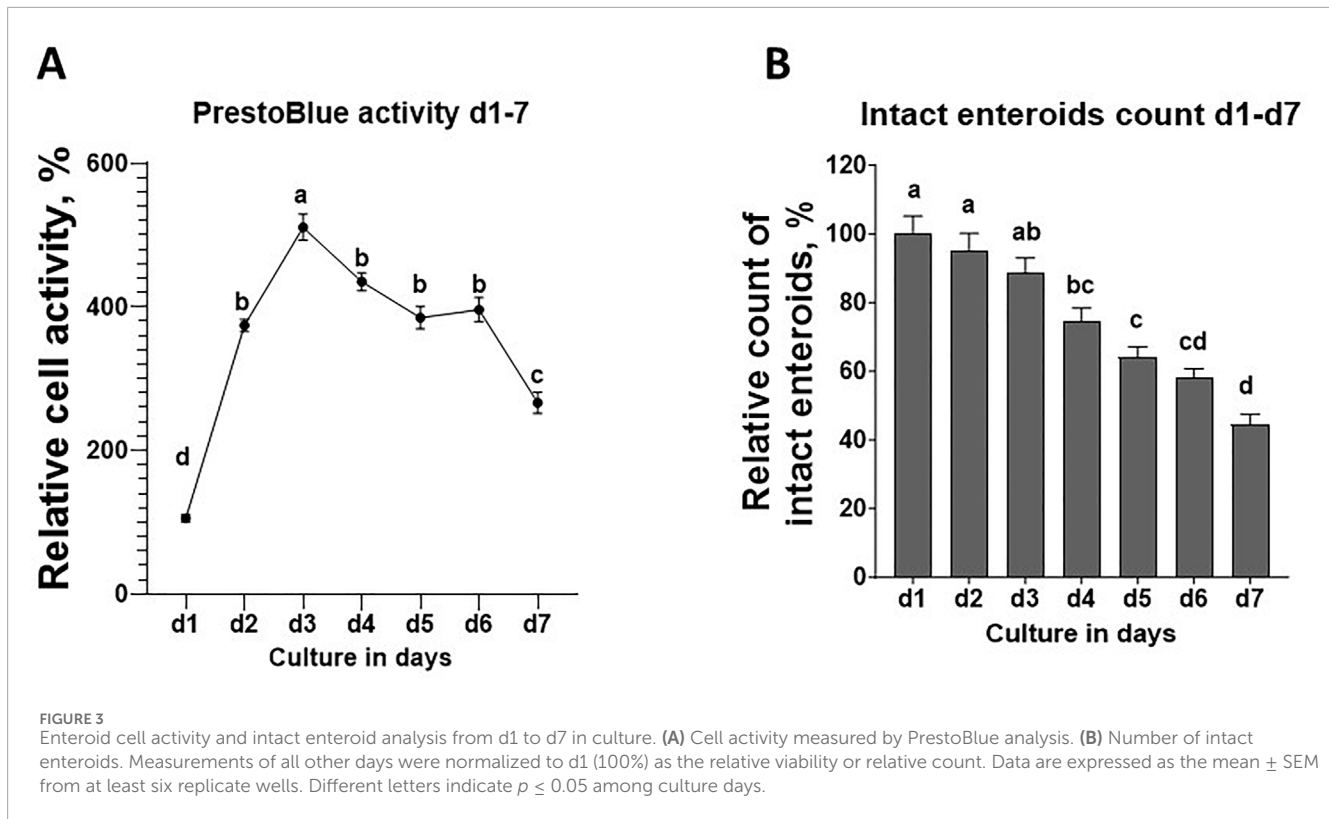 A
PrestoBlue activity d1-7
Relative cell activity, %
600
400
200
0
a
b
b
b
b
c
d
d1 d2 d3 d4 d5 d6 d7
Culture in days
B
Intact enteroids count d1-d7
Relative count of
intact enteroids, %
120
100
80
60
40
20
0
a
a
ab
bc
c
cd
d
d1 d2 d3 d4 d5 d6 d7
Culture in days
FIGURE 3
Enteroid cell activity and intact enteroid analysis from d1 to d7 in culture. (A) Cell activity measured by PrestoBlue analysis. (B) Number of intact
enteroids. Measurements of all other days were normalized to d1 (100%) as the relative viability or relative count. Data are expressed as the mean ± SEM
from at least six replicate wells. Different letters indicate p ≤ 0.05 among culture days.